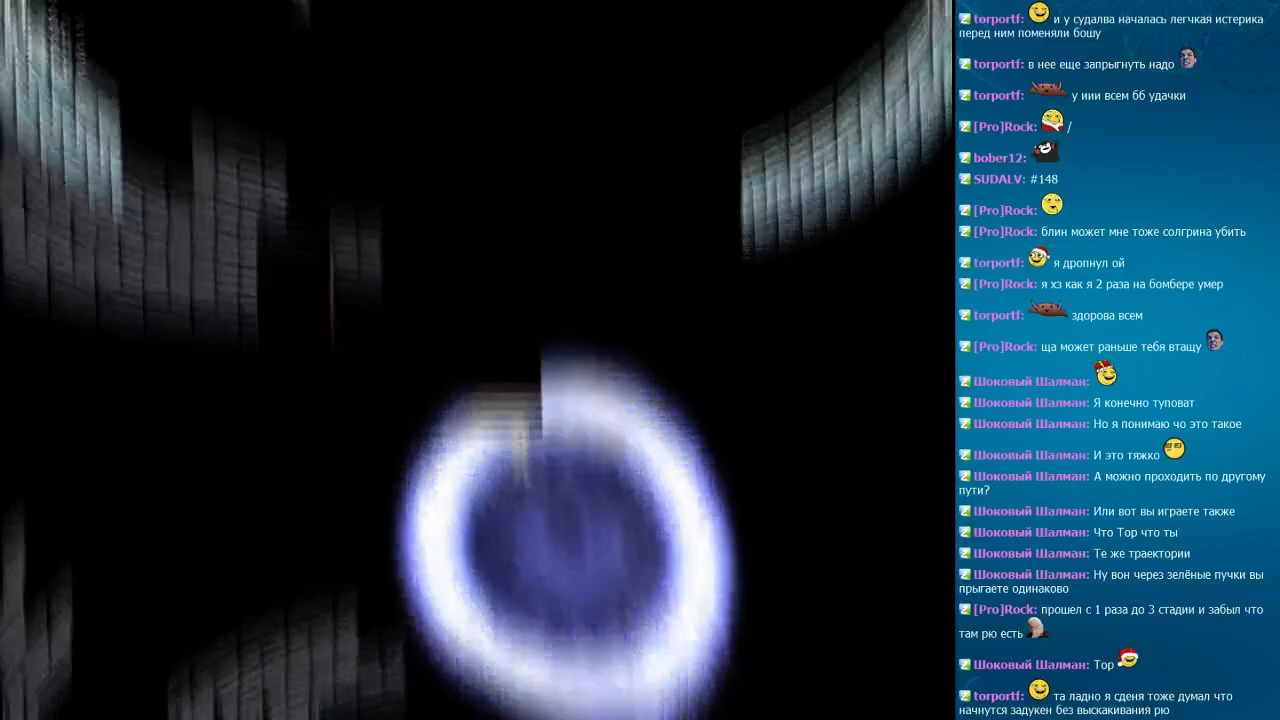 torportf: и у судалва началась легчкая истерика
перед ним поменяли бошу
torportf: в нее еще запрыгнуть надо
torportf: у иии всем бб удачки
[Pro]Rock: /
bober12:
SUDALV: #148
[Pro]Rock:
[Pro]Rock: блин может мне тоже солгрина убить
torportf: я дропнул ой
[Pro]Rock: я хз как я 2 раза на бомбере умер
torportf: здорова всем
[Pro]Rock: ща может раньше тебя втащу
Шоковый Шалман:
Шоковый Шалман: Я конечно туповат
Шоковый Шалман: Но я понимаю чо это такое
Шоковый Шалман: И это тяжко
Шоковый Шалман: А можно проходить по другому
пути?
Шоковый Шалман: Или вот вы играете также
Шоковый Шалман: Что Тор что ты
Шоковый Шалман: Те же траектории
Шоковый Шалман: Ну вон через зелёные пучки вы
прыгаете одинаково
[Pro]Rock: прошел с 1 раза до 3 стадии и забыл что
там рю есть
Шоковый Шалман: Тор
torportf: та ладно я сденя тоже думал что
начнутся задукен без выскакивания рю